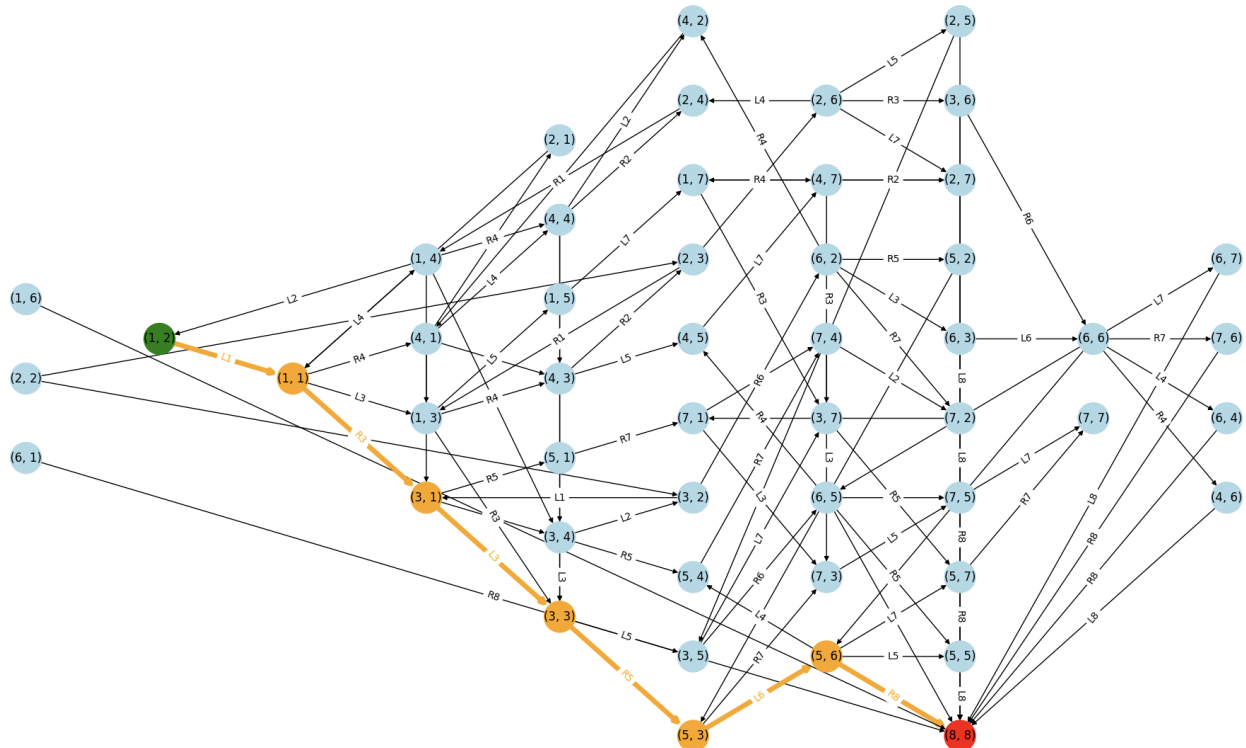 (4, 2)
(2, 5)
L5
(2, 4)
L4
(2, 6)
R3
(3, 6)
L2
(2, 1)
R4
L7
R2
R1
(1, 7)
R4
(4, 7)
R2
(2, 7)
(4, 4)
R6
R4
L7
(1, 4)
L7
(2, 3)
(6, 2)
R5
(5, 2)
(6, 7)
L4
(1, 6)
L2
R3
L3
L7
(1, 5)
R3
R7
L4
R2
(1, 2)
R1
(4, 1)
(4, 5)
(7, 4)
(6, 3)
L6
(6, 6)
R7
(7, 6)
L1
L5
L5
R4
(2, 2)
(1, 1)
(4, 3)
R6
L2
L8
L4
L3
R4
R4
(1, 3)
(7, 1)
(3, 7)
(7, 2)
(7, 7)
(6, 4)
R3
R4
R7
(6, 1)
(5, 1)
R7
L3
L8
L7
R5
L3
(3, 1)
L1
(3, 2)
(6, 5)
R5
(7, 5)
R7
L8
(4, 6)
R3
L2
R8
(3, 4)
L7
L5
R8
R5
L3
R6
R5
L8
(5, 4)
(7, 3)
(5, 7)
R8
L3
R8
L4
L7
R8
(3, 3)
L5
R7
(3, 5)
(5, 6)
L5
(5, 5)
R5
L6
R8
L8
(5, 3)
(8, 8)